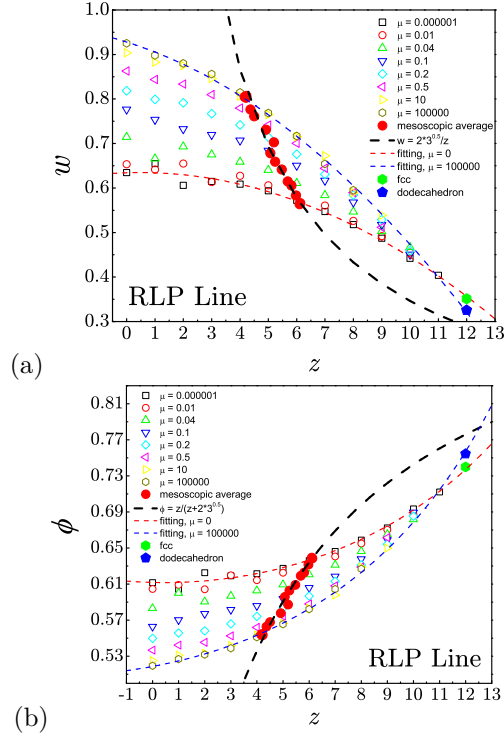 1.0
0.9
0.8
0.7
0.6
0.5
0.4
0.3
w
μ = 0.000001
μ = 0.01
μ = 0.04
μ = 0.1
μ = 0.2
μ = 0.5
μ = 10
μ = 100000
mesoscopic average
w = 2*3^0.5/z
fitting, μ = 0
fitting, μ = 100000
fcc
dodecahedron
RLP Line
0 1 2 3 4 5 6 7 8 9 10 11 12 13
z
(a)
0.81
0.77
0.73
0.69
0.65
0.61
0.57
0.53
ϕ
μ = 0.000001
μ = 0.01
μ = 0.04
μ = 0.1
μ = 0.2
μ = 0.5
μ = 10
μ = 100000
mesoscopic average
ϕ = z/(z+2*3^0.5)
fitting, μ = 0
fitting, μ = 100000
fcc
dodecahedron
RLP Line
-1 0 1 2 3 4 5 6 7 8 9 10 11 12 13
z
(b)